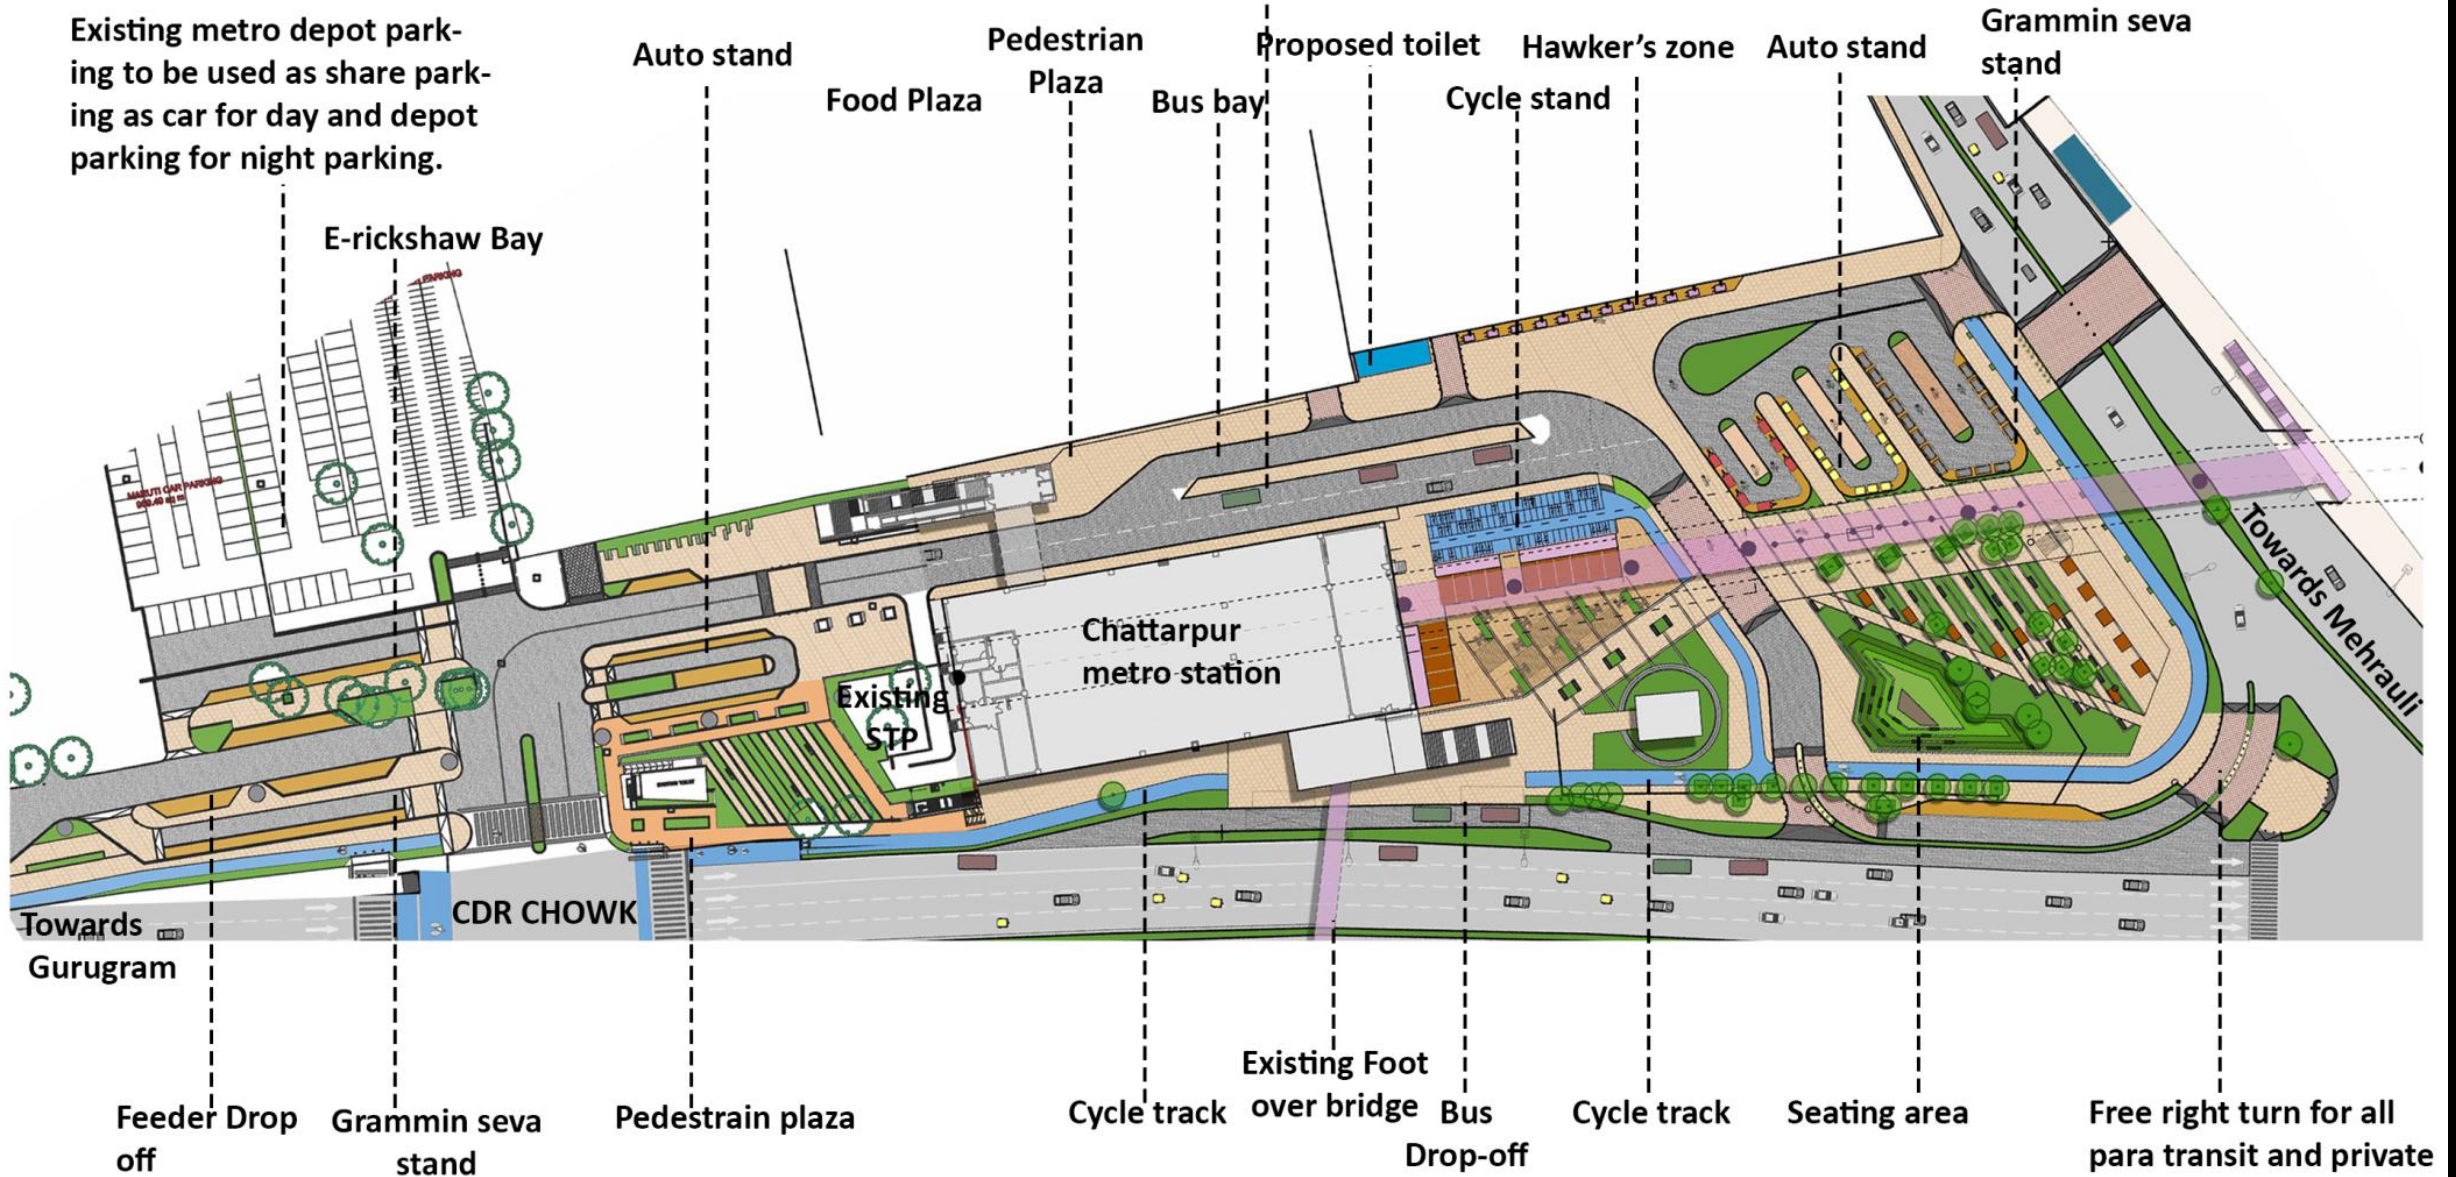 Existing metro depot park-
ing to be used as share park-
ing as car for day and depot
parking for night parking.
Auto stand
Food Plaza
Pedestrian
Plaza
Bus bay
Proposed toilet
Cycle stand
Hawker's zone
Auto stand
Grammin seva
stand
E-rickshaw Bay
PARKING
MARUTI CAR PARKING
Chattarpur
metro station
Existing
STP
Towards Mehrauli
CDR CHOWK
Towards
Gurugram
Feeder Drop
off
Grammin seva
stand
Pedestrain plaza
Cycle track
Existing Foot
over bridge
Bus
Drop-off
Cycle track
Seating area
Free right turn for all
para transit and private